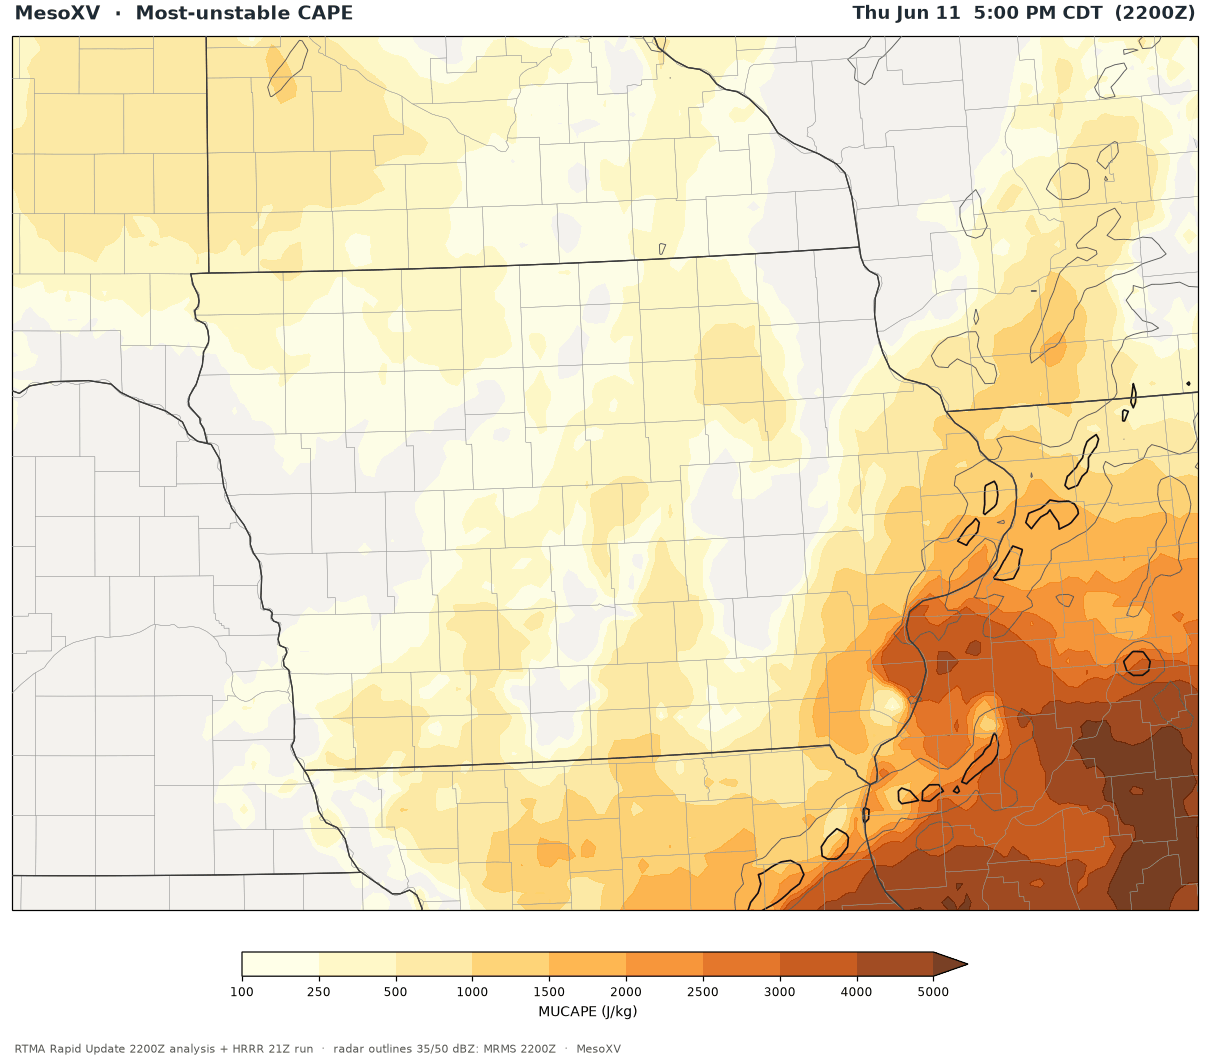 MesoXV · Most-unstable CAPE
Thu Jun 11 5:00 PM CDT (2200Z)
100 250 500 1000 1500 2000 2500 3000 4000 5000
MUCAPE (J/kg)
RTMA Rapid Update 2200Z analysis + HRRR 21Z run · radar outlines 35/50 dBZ: MRMS 2200Z · MesoXV